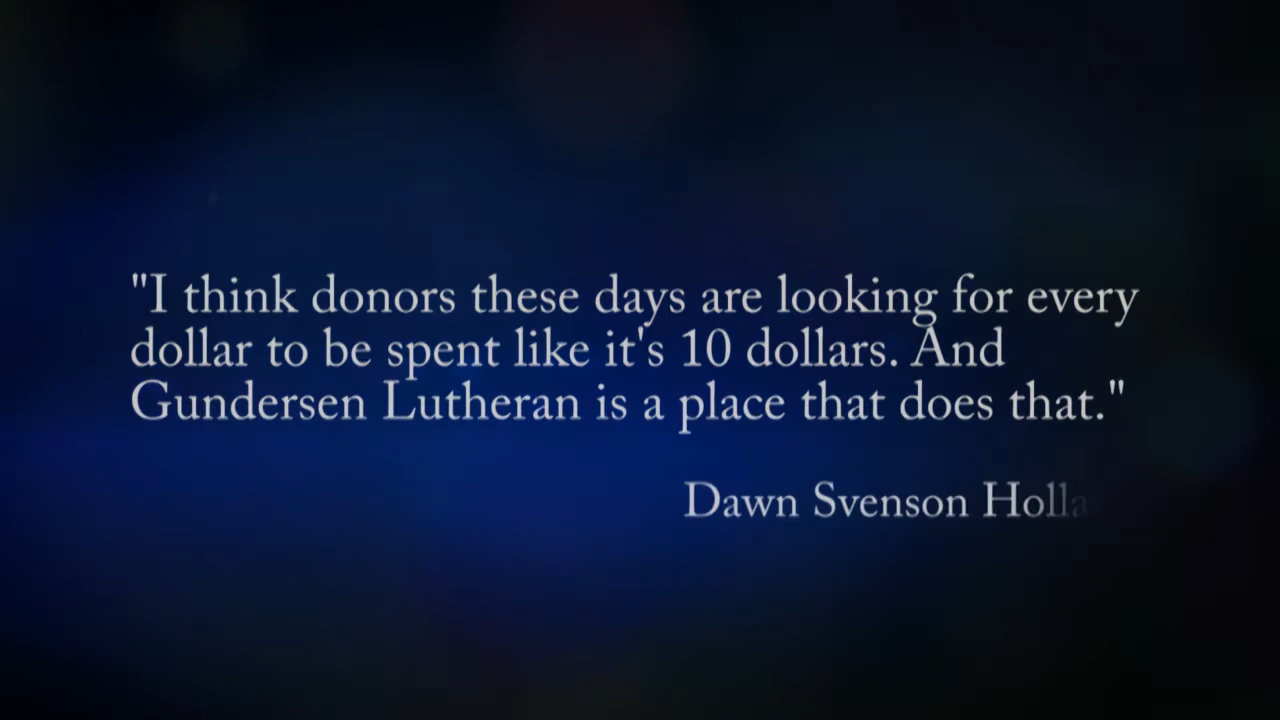 "I think donors these days are looking for every
dollar to be spent like it's 10 dollars. And
Gundersen Lutheran is a place that does that."
Dawn Svenson Holla